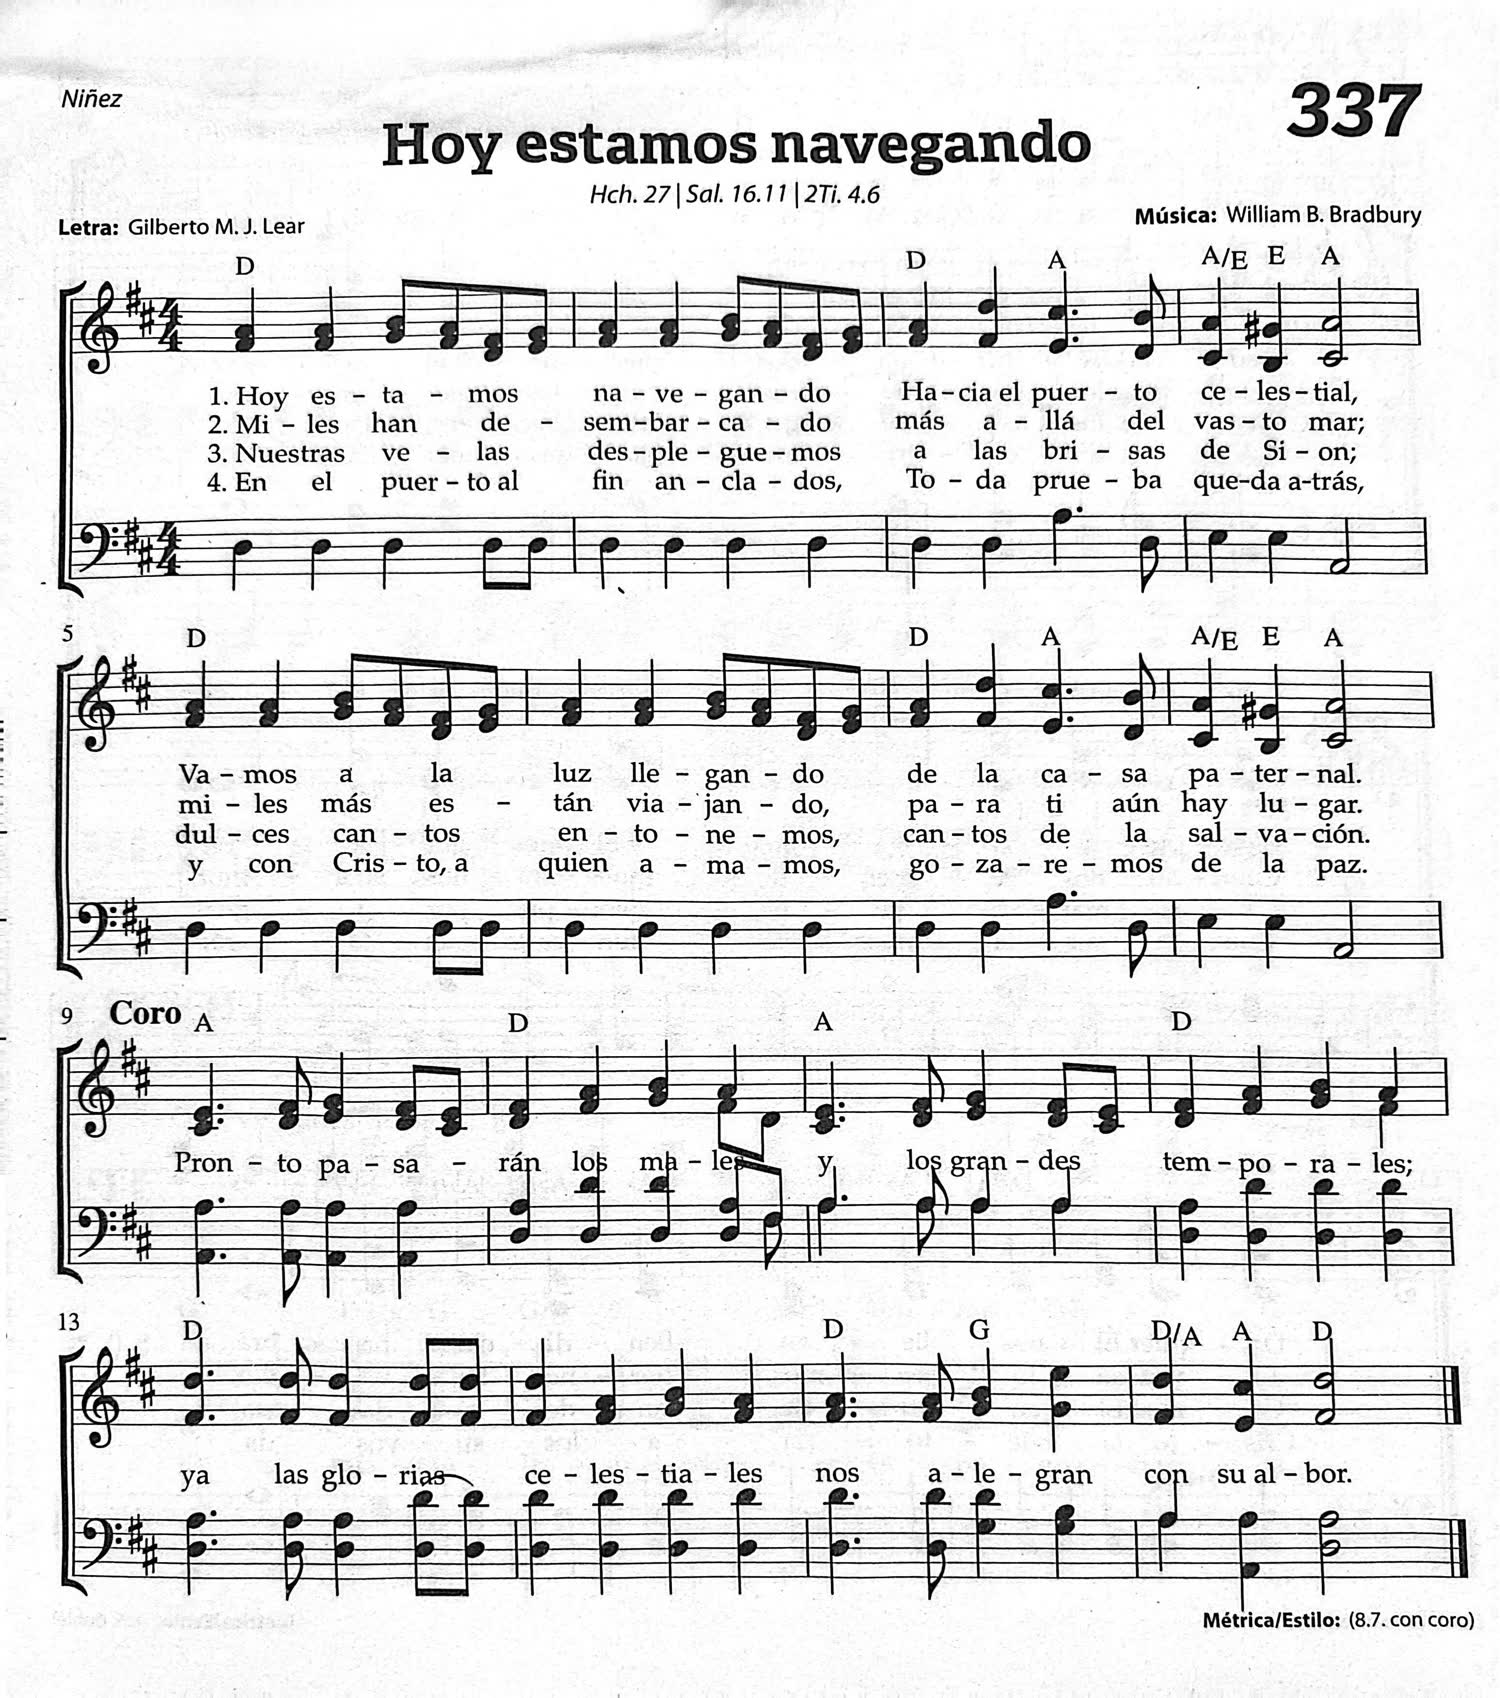 Niñez
337
Hoy estamos navegando
Hch. 27 | Sal. 16.11 | 2Ti. 4.6
Letra: Gilberto M. J. Lear
Música: William B. Bradbury
D D A A/E E A
1. Hoy es – ta – mos na – ve – gan – do Ha – cia el puer – to ce – les – tial,
2. Mi – les han de – sem – bar – ca – do más a – llá del vas – to mar;
3. Nuestras ve – las des – ple – gue – mos a las bri – sas de Si – on;
4. En el puer – to al fin an – cla – dos, To – da prue – ba que-da a-trás,
5 D D A A/E E A
Va – mos a la luz lle – gan – do de la ca – sa pa – ter – nal.
mi – les más es – tán via – jan – do, pa – ra ti aún hay lu – gar.
dul – ces can – tos en – to – ne – mos, can – tos de la sal – va – ción.
y con Cris – to, a quien a – ma – mos, go – za – re – mos de la paz.
9 Coro A D A D
Pron – to pa – sa – rán los ma – les y los gran – des tem – po – ra – les;
13 D D G D/A A D
ya las glo – rias ce – les – tia – les nos a – le – gran con su al – bor.
Métrica/Estilo: (8.7. con coro)